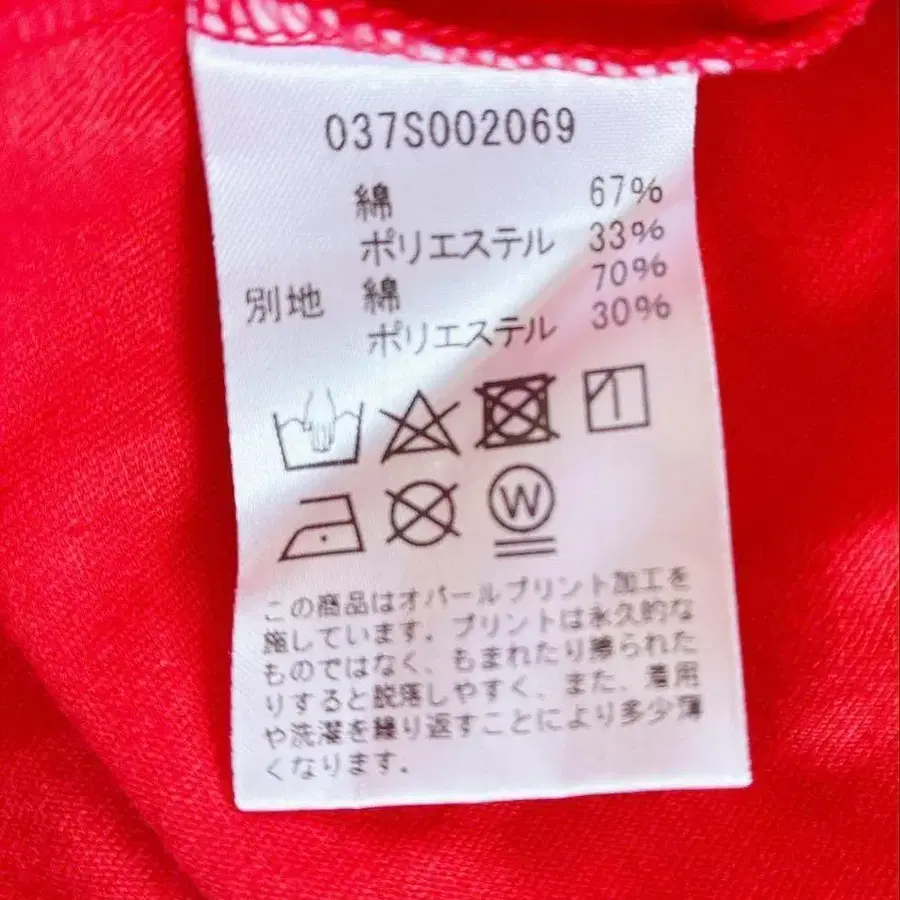 037S002069
綿 67%
ポリエステル 33%
別地 綿 70%
ポリエステル 30%
W
この商品はオパールプリント加工を
施しています。プリントは永久的な
ものではなく、もまれたり擦られた
りすると脱落しやすく、また、着用
や洗濯を繰り返すことにより多少薄
くなります。